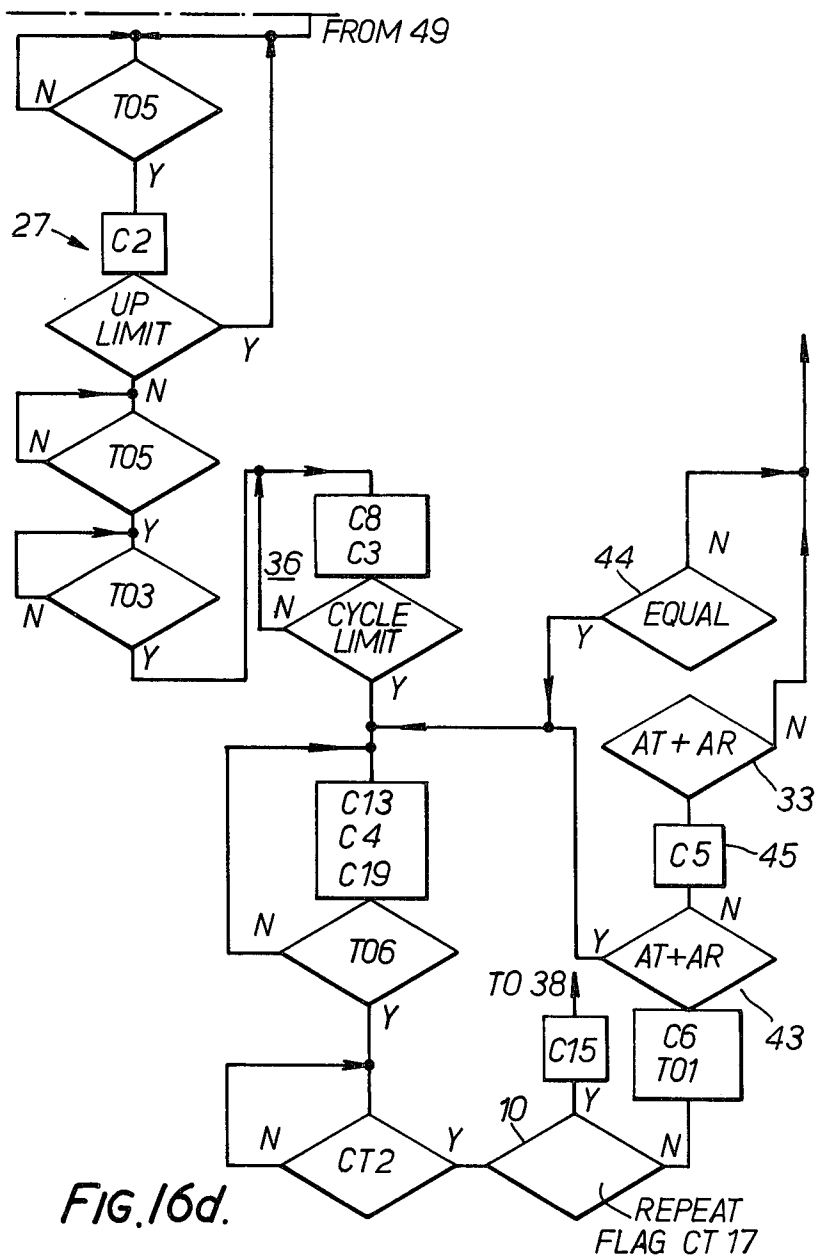 FROM 49
N
T05
Y
27
C2
UP
LIMIT
Y
N
N
T05
Y
N
T03
Y
C8
C3
36
N
CYCLE
LIMIT
Y
N
44
EQUAL
Y
AT + AR
N
33
C5
45
N
Y
AT+AR
43
C13
C4
C19
N
T06
Y
TO 38
C15
C6
T01
N
CT2
Y
10
Y
N
REPEAT
FLAG CT 17
FIG. 16d.